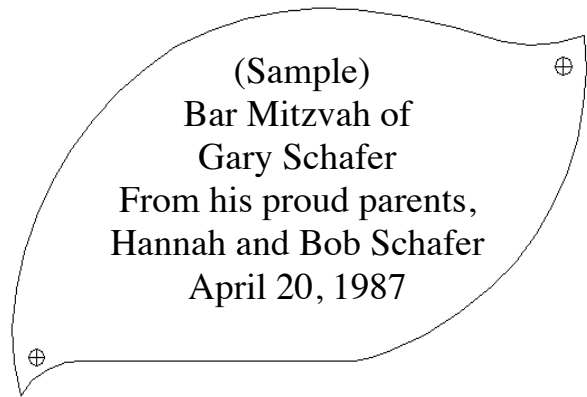 (Sample)
Bar Mitzvah of
Gary Schafer
From his proud parents,
Hannah and Bob Schafer
April 20, 1987